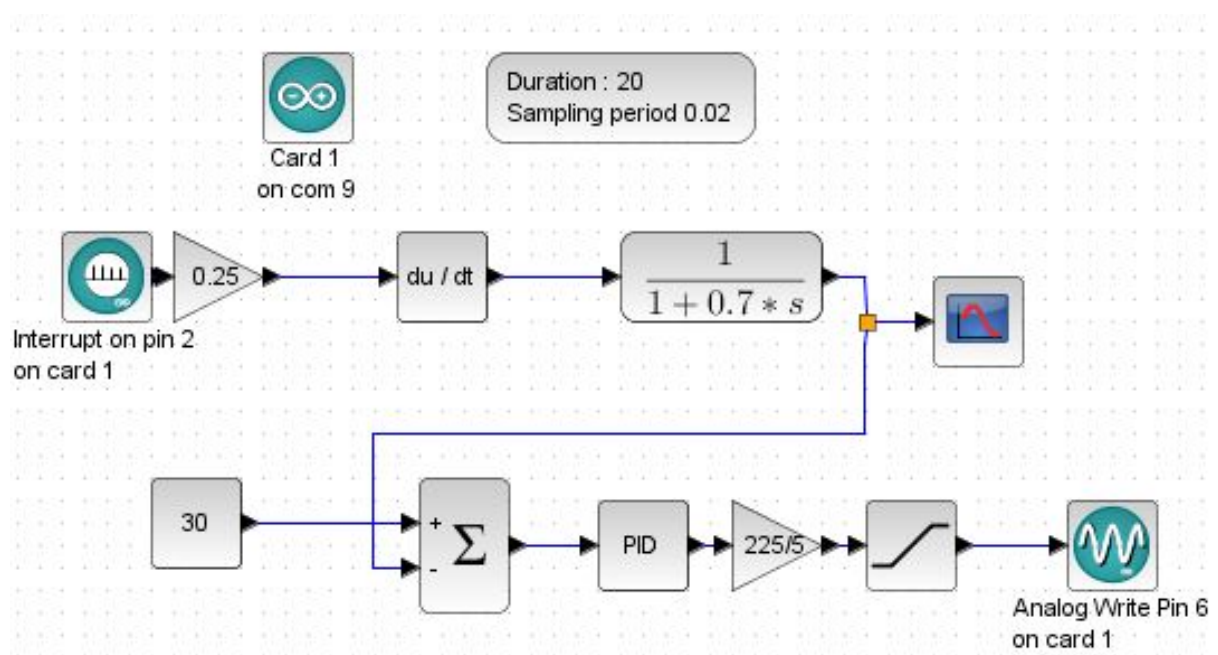 Duration : 20
Sampling period 0.02
Card 1
on com 9
0.25
du / dt
1
1 + 0.7 * s
Interrupt on pin 2
on card 1
30
+
-
Σ
PID
225/5
Analog Write Pin 6
on card 1